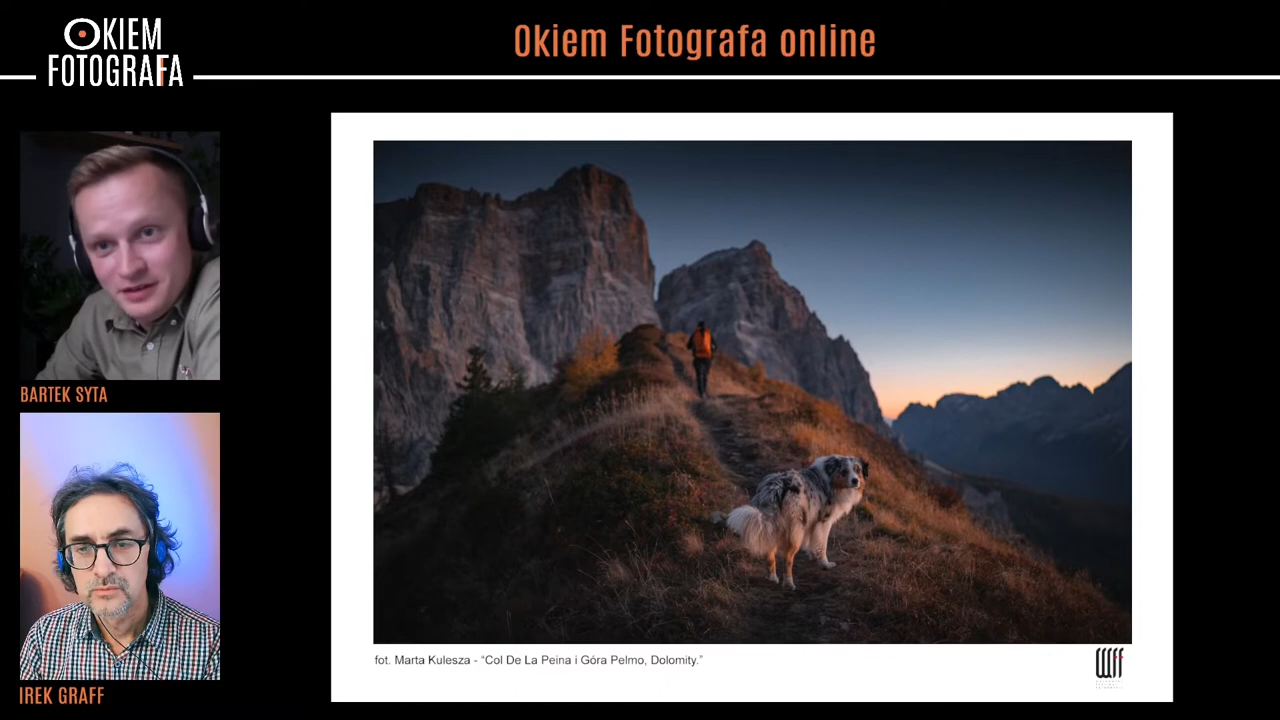 OKIEM
FOTOGRAFA
Okiem Fotografa online
BARTEK SYTA
IREK GRAFF
fot. Marta Kulesza - “Col De La Peina i Góra Pelmo, Dolomity.”